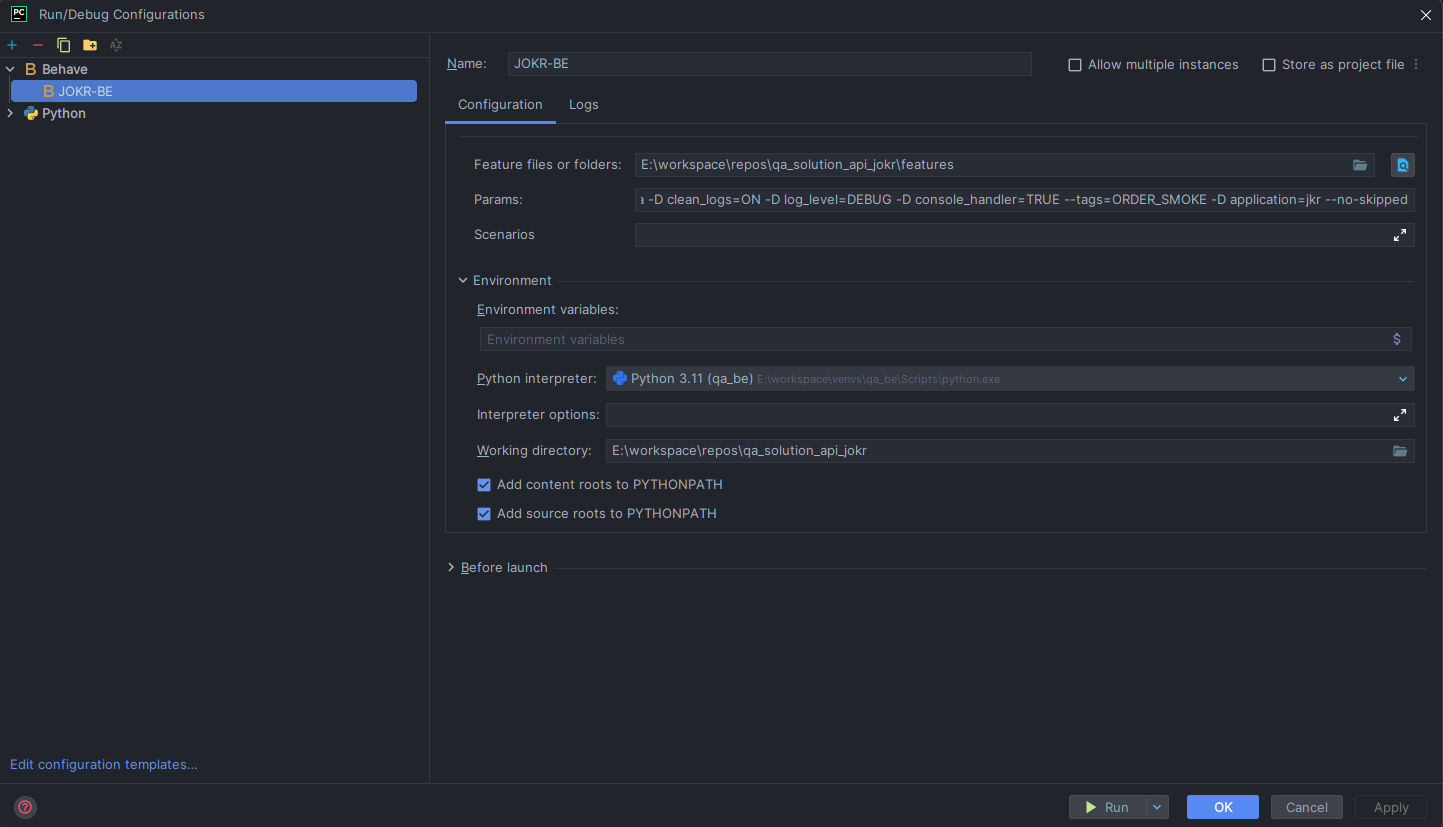 PC Run/Debug Configurations
Behave
JOKR-BE
Python
Edit configuration templates...
Name: JOKR-BE
Allow multiple instances
Store as project file
Configuration Logs
Feature files or folders: E:\workspace\repos\qa_solution_api_jokr\features
Params: -D clean_logs=ON -D log_level=DEBUG -D console_handler=TRUE --tags=ORDER_SMOKE -D application=jkr --no-skipped
Scenarios
Environment
Environment variables:
Environment variables $
Python interpreter: Python 3.11 (qa_be) E:\workspace\venvs\qa_be\Scripts\python.exe
Interpreter options:
Working directory: E:\workspace\repos\qa_solution_api_jokr
Add content roots to PYTHONPATH
Add source roots to PYTHONPATH
Before launch
? Run OK Cancel Apply